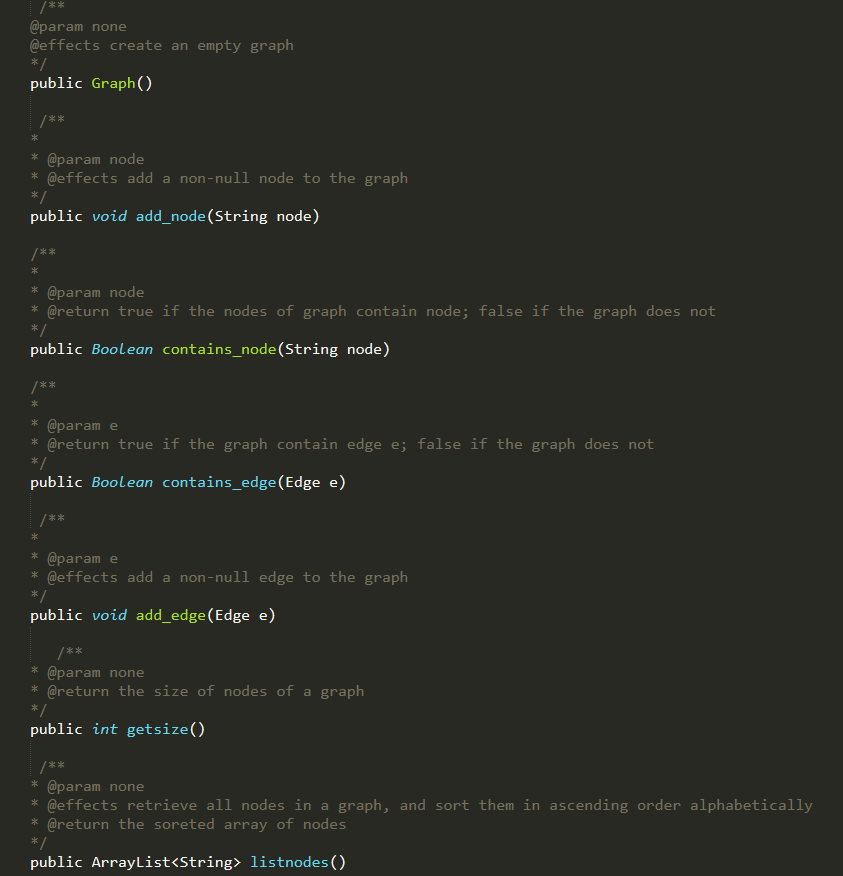 /**
@param none
@effects create an empty graph
*/
public Graph()
/**
*
* @param node
* @effects add a non-null node to the graph
*/
public void add_node(String node)
/**
*
* @param node
* @return true if the nodes of graph contain node; false if the graph does not
*/
public Boolean contains_node(String node)
/**
*
* @param e
* @return true if the graph contain edge e; false if the graph does not
*/
public Boolean contains_edge(Edge e)
/**
*
* @param e
* @effects add a non-null edge to the graph
*/
public void add_edge(Edge e)
/**
* @param none
* @return the size of nodes of a graph
*/
public int getsize()
/**
* @param none
* @effects retrieve all nodes in a graph, and sort them in ascending order alphabetically
* @return the soreted array of nodes
*/
public ArrayList<String> listnodes()